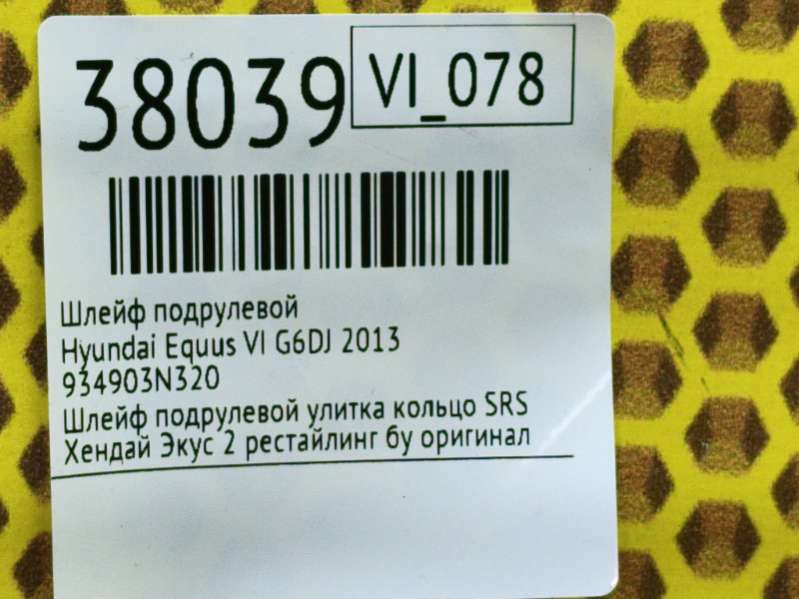 38039 VI_078
Шлейф подрулевой
Hyundai Equus VI G6DJ 2013
934903N320
Шлейф подрулевой улитка кольцо SRS
Хендай Экус 2 рестайлинг бу оригинал